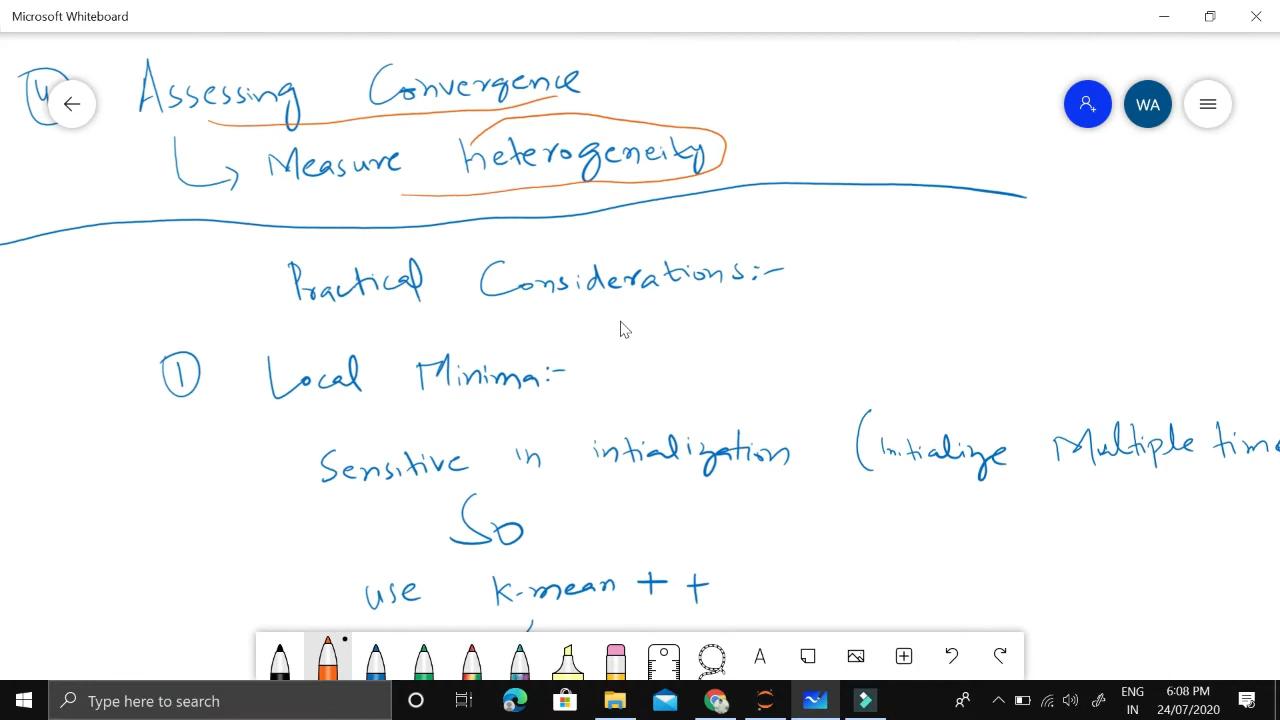 Microsoft Whiteboard
4 Assessing Convergence
WA
Measure heterogeneity
Practical Considerations:-
1 Local Minima:-
Sensitive in intialization (Initialize Multiple time
So
use K-mean ++
A
Type here to search
ENG
IN
6:08 PM
24/07/2020